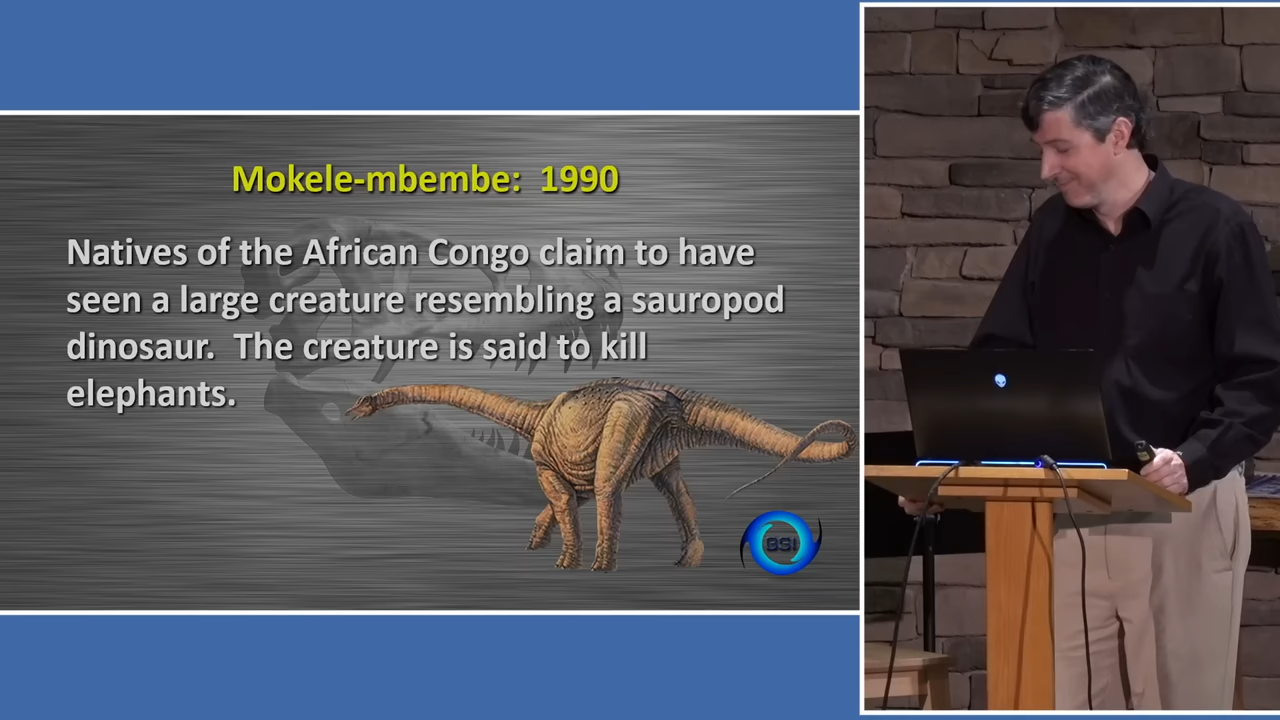 Mokele-mbembe:  1990
Natives of the African Congo claim to have
seen a large creature resembling a sauropod
dinosaur.  The creature is said to kill
elephants.
BSI